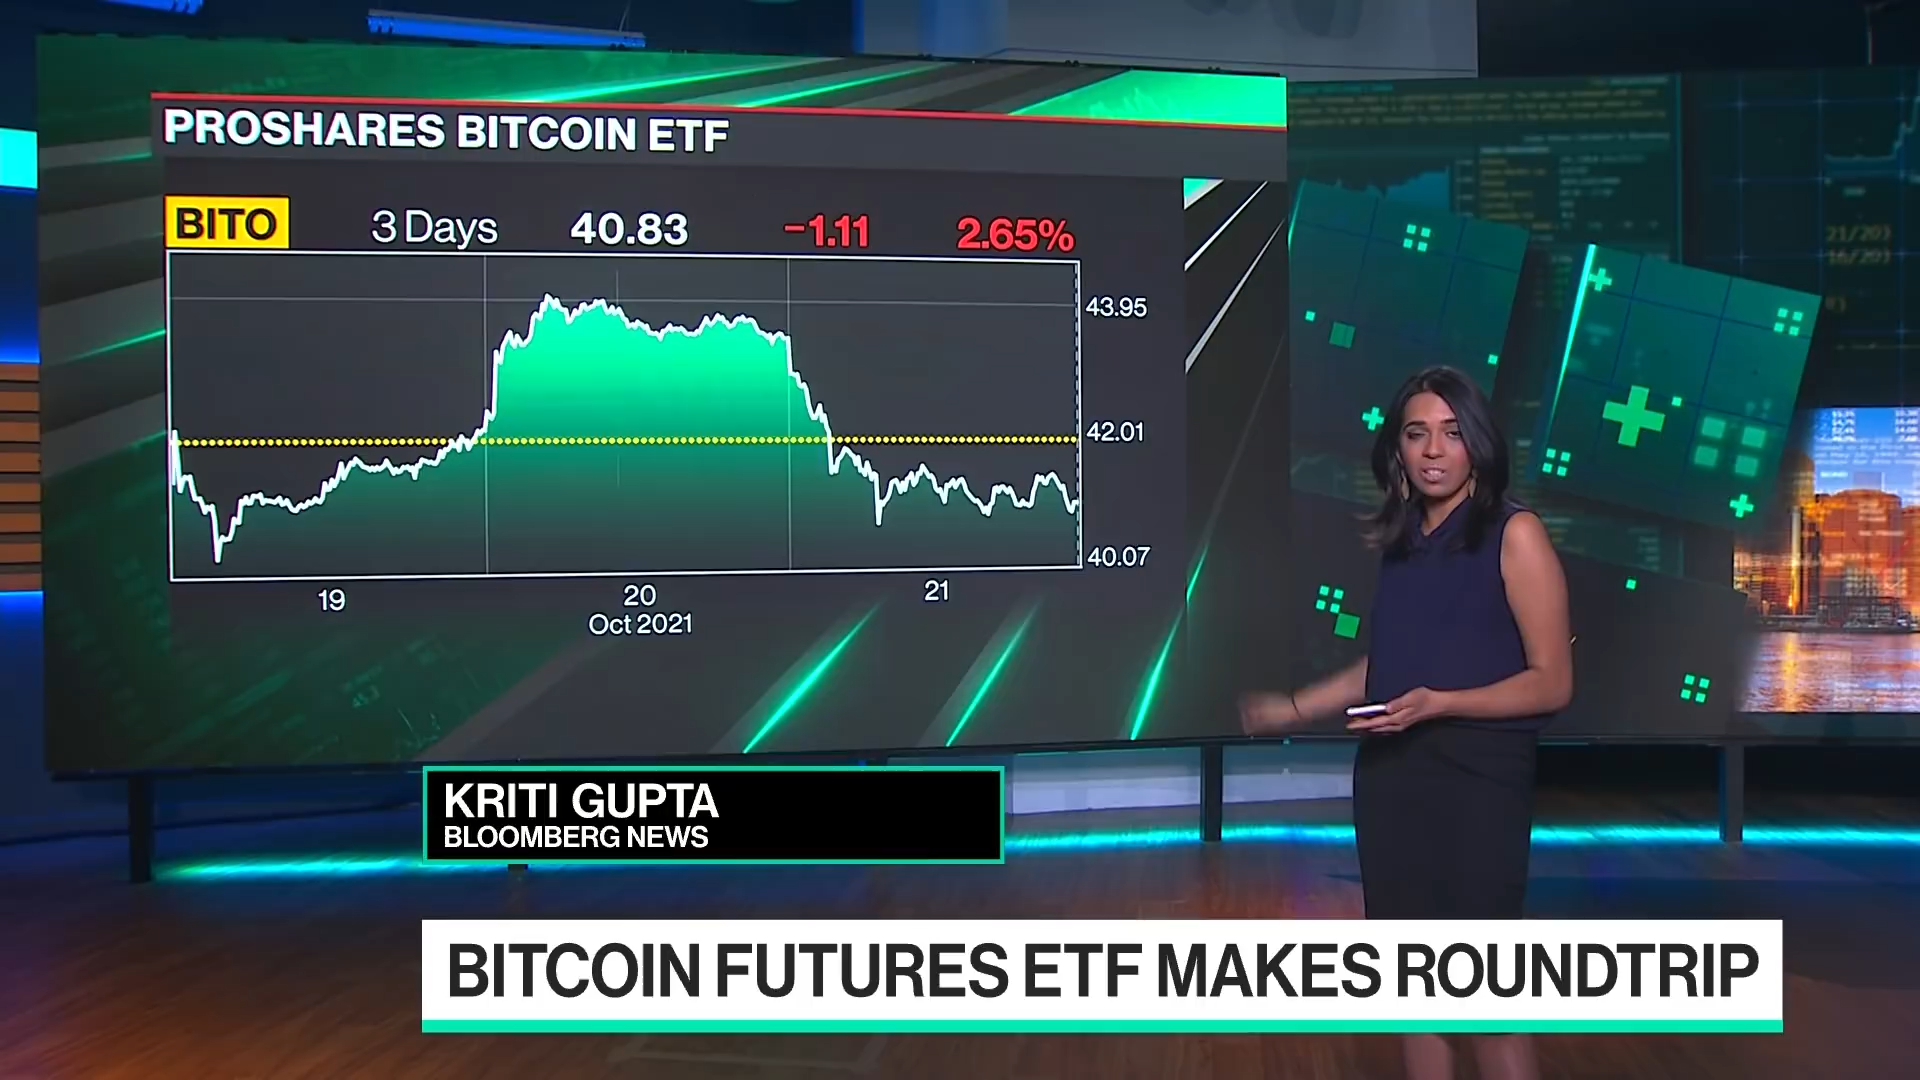 PROSHARES BITCOIN ETF
BITO 3 Days 40.83 -1.11 2.65%
43.95
42.01
40.07
19 20 21
Oct 2021
KRITI GUPTA
BLOOMBERG NEWS
BITCOIN FUTURES ETF MAKES ROUNDTRIP